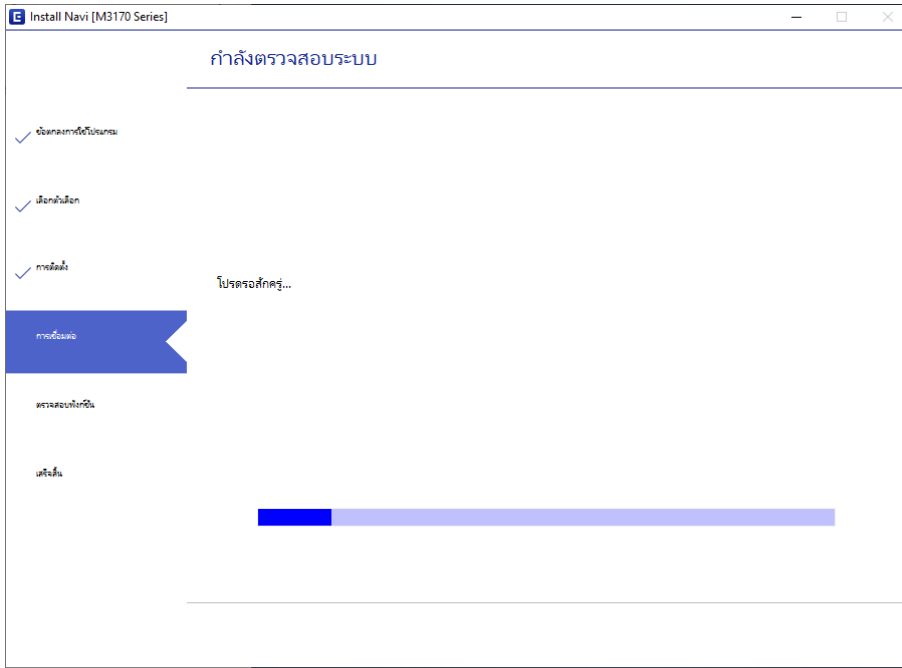 Install Navi [M3170 Series]
กำลังตรวจสอบระบบ
ข้อตกลงการใช้โปรแกรม
เลือกตัวเลือก
การติดตั้ง
โปรดรอสักครู่...
การเชื่อมต่อ
ตรวจสอบฟังก์ชัน
เสร็จสิ้น